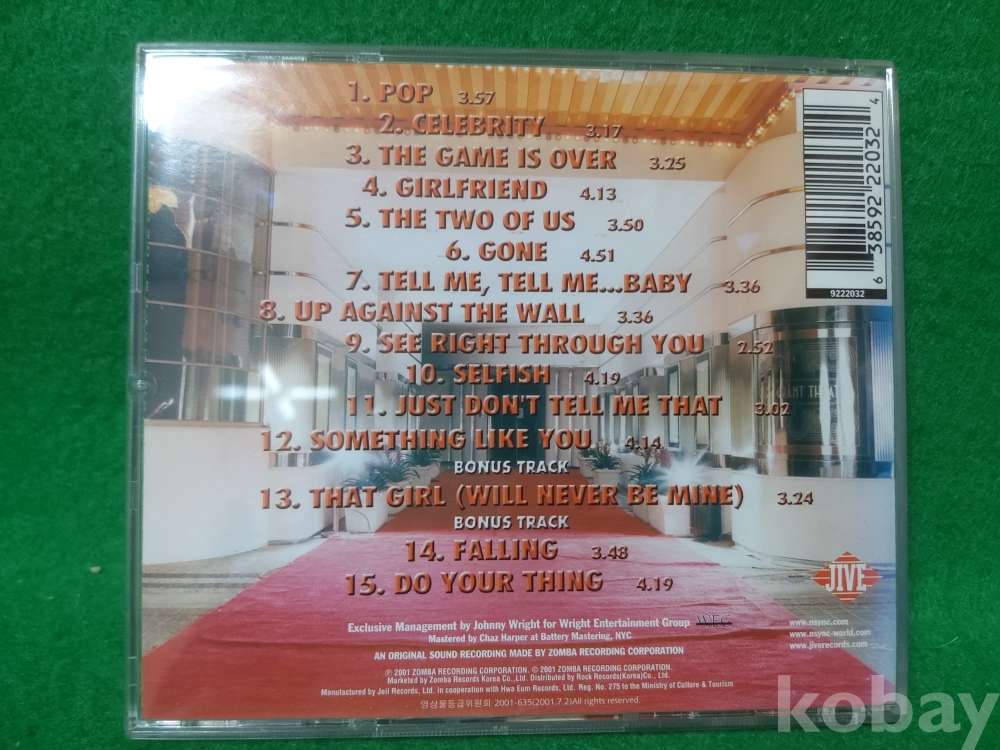 1. POP 3.57
2. CELEBRITY 3.17
3. THE GAME IS OVER 3.25
4. GIRLFRIEND 4.13
5. THE TWO OF US 3.50
6. GONE 4.51
7. TELL ME, TELL ME...BABY 3.36
8. UP AGAINST THE WALL 3.36
9. SEE RIGHT THROUGH YOU 2.52
10. SELFISH 4.19
11. JUST DON'T TELL ME THAT 3.02
12. SOMETHING LIKE YOU 4.14
BONUS TRACK
13. THAT GIRL (WILL NEVER BE MINE) 3.24
BONUS TRACK
14. FALLING 3.48
15. DO YOUR THING 4.19
6 38592 22032 4
9222032
JIVE
Exclusive Management by Johnny Wright for Wright Entertainment Group WEG
Mastered by Chaz Harper at Battery Mastering, NYC
AN ORIGINAL SOUND RECORDING MADE BY ZOMBA RECORDING CORPORATION
www.nsync.com
www.nsync-world.com
www.jiverecords.com
℗ 2001 ZOMBA RECORDING CORPORATION. © 2001 ZOMBA RECORDING CORPORATION.
Marketed by Zomba Records Korea Co.,Ltd. Distributed by Rock Records(Korea)Co., Ltd.
Manufactured by Jeil Records, Ltd. in cooperation with Hwa Eum Records, Ltd. Reg. No. 275 to the Ministry of Culture & Tourism
영상물등급위원회 2001-635(2001.7 2)All rights reserved.
kobay